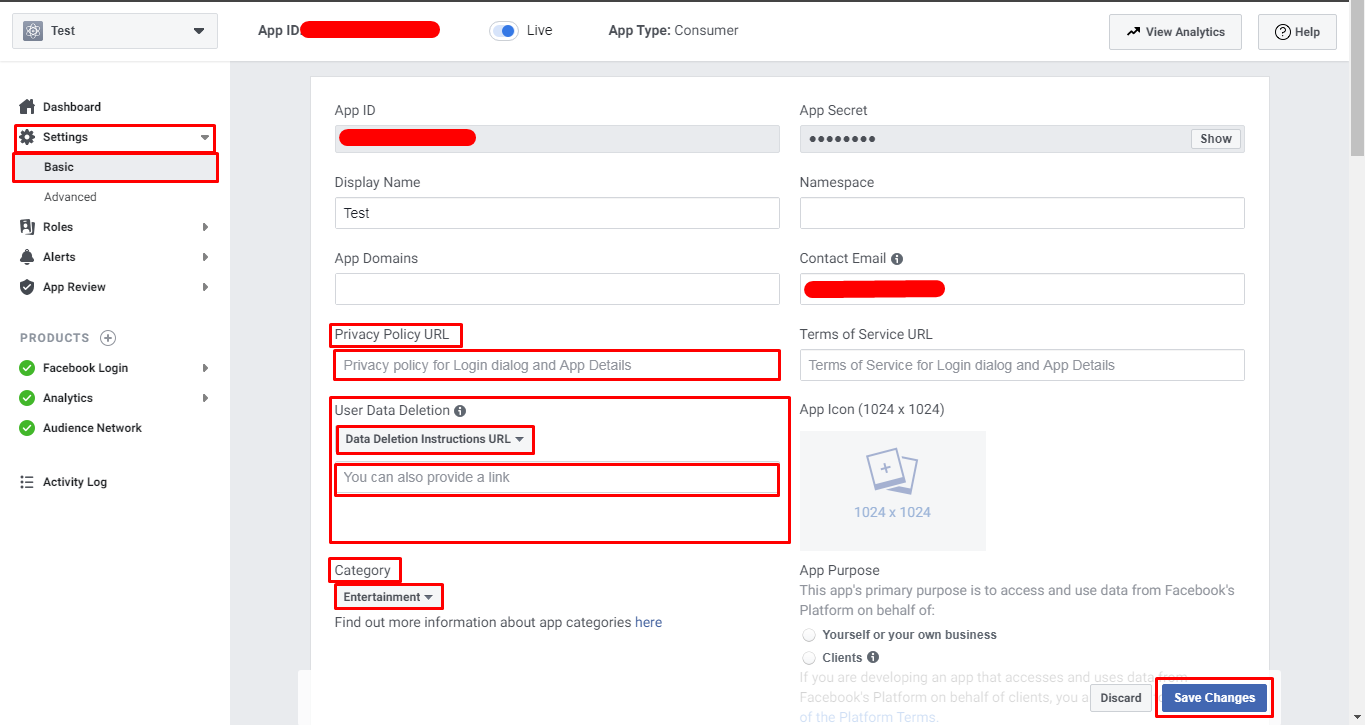 Test
App ID:
Live
App Type: Consumer
View Analytics
Help
Dashboard
Settings
Basic
Advanced
Roles
Alerts
App Review
PRODUCTS
Facebook Login
Analytics
Audience Network
Activity Log
App ID
App Secret
●●●●●●●●
Show
Display Name
Namespace
Test
App Domains
Contact Email
Privacy Policy URL
Terms of Service URL
Privacy policy for Login dialog and App Details
Terms of Service for Login dialog and App Details
User Data Deletion
App Icon (1024 x 1024)
Data Deletion Instructions URL
You can also provide a link
1024 x 1024
Category
Entertainment
Find out more information about app categories here
App Purpose
This app's primary purpose is to access and use data from Facebook's
Platform on behalf of:
Yourself or your own business
Clients
If you are developing an app that accesses and uses data from
Facebook's Platform on behalf of clients, you a
of the Platform Terms.
Discard
Save Changes